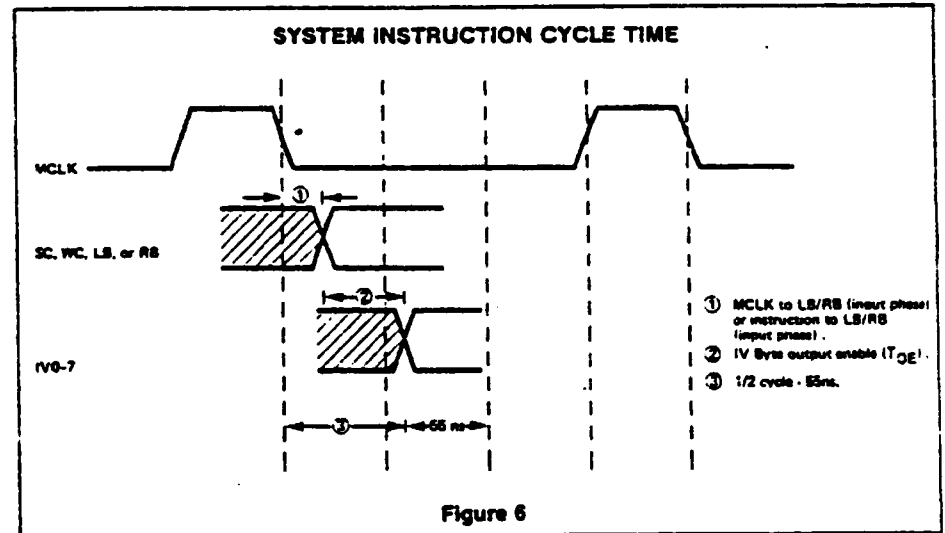 SYSTEM INSTRUCTION CYCLE TIME
MCLK
①
SC, WC, LB, or RB
②
IV0-7
③
55 ns
① MCLK to LB/RB (input phase)
or instruction to LB/RB
(input phase).
② IV Byte output enable (TOE).
③ 1/2 cycle - 55ns.
Figure 6